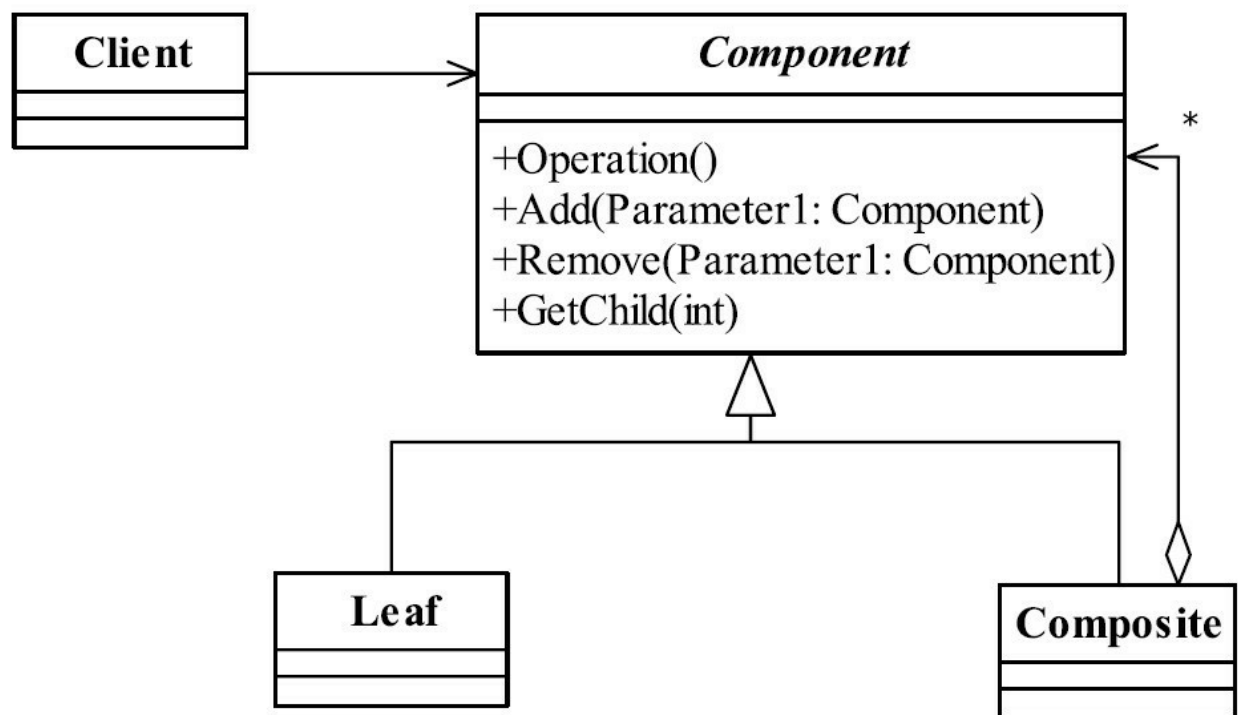 Client
Component
*
+Operation()
+Add(Parameter1: Component)
+Remove(Parameter1: Component)
+GetChild(int)
Leaf
Composite